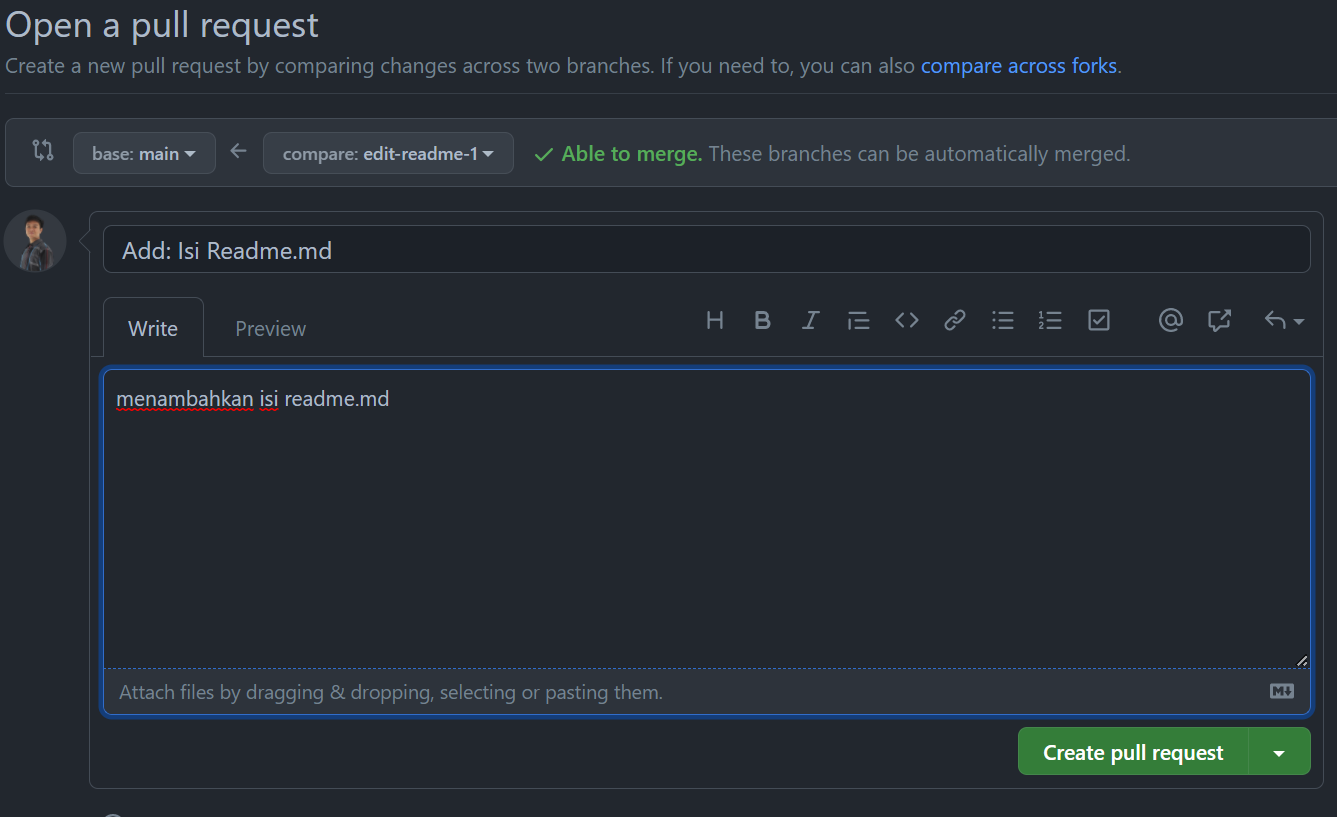 Open a pull request
Create a new pull request by comparing changes across two branches. If you need to, you can also compare across forks.
base: main
compare: edit-readme-1
Able to merge. These branches can be automatically merged.
Add: Isi Readme.md
Write
Preview
menambahkan isi readme.md
Attach files by dragging & dropping, selecting or pasting them.
Create pull request